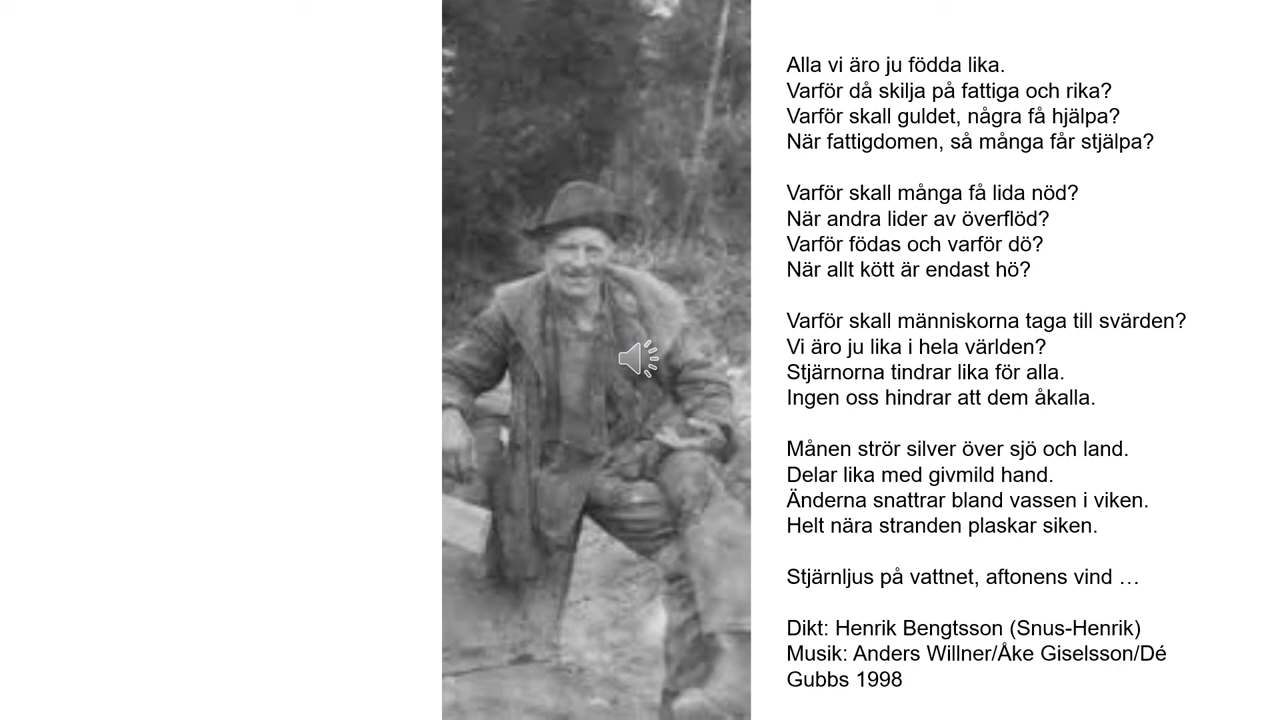 Alla vi äro ju födda lika.
Varför då skilja på fattiga och rika?
Varför skall guldet, några få hjälpa?
När fattigdomen, så många får stjälpa?
Varför skall många få lida nöd?
När andra lider av överflöd?
Varför födas och varför dö?
När allt kött är endast hö?
Varför skall människorna taga till svärden?
Vi äro ju lika i hela världen?
Stjärnorna tindrar lika för alla.
Ingen oss hindrar att dem åkalla.
Månen strör silver över sjö och land.
Delar lika med givmild hand.
Änderna snattrar bland vassen i viken.
Helt nära stranden plaskar siken.
Stjärnljus på vattnet, aftonens vind …
Dikt: Henrik Bengtsson (Snus-Henrik)
Musik: Anders Willner/Åke Giselsson/Dé
Gubbs 1998